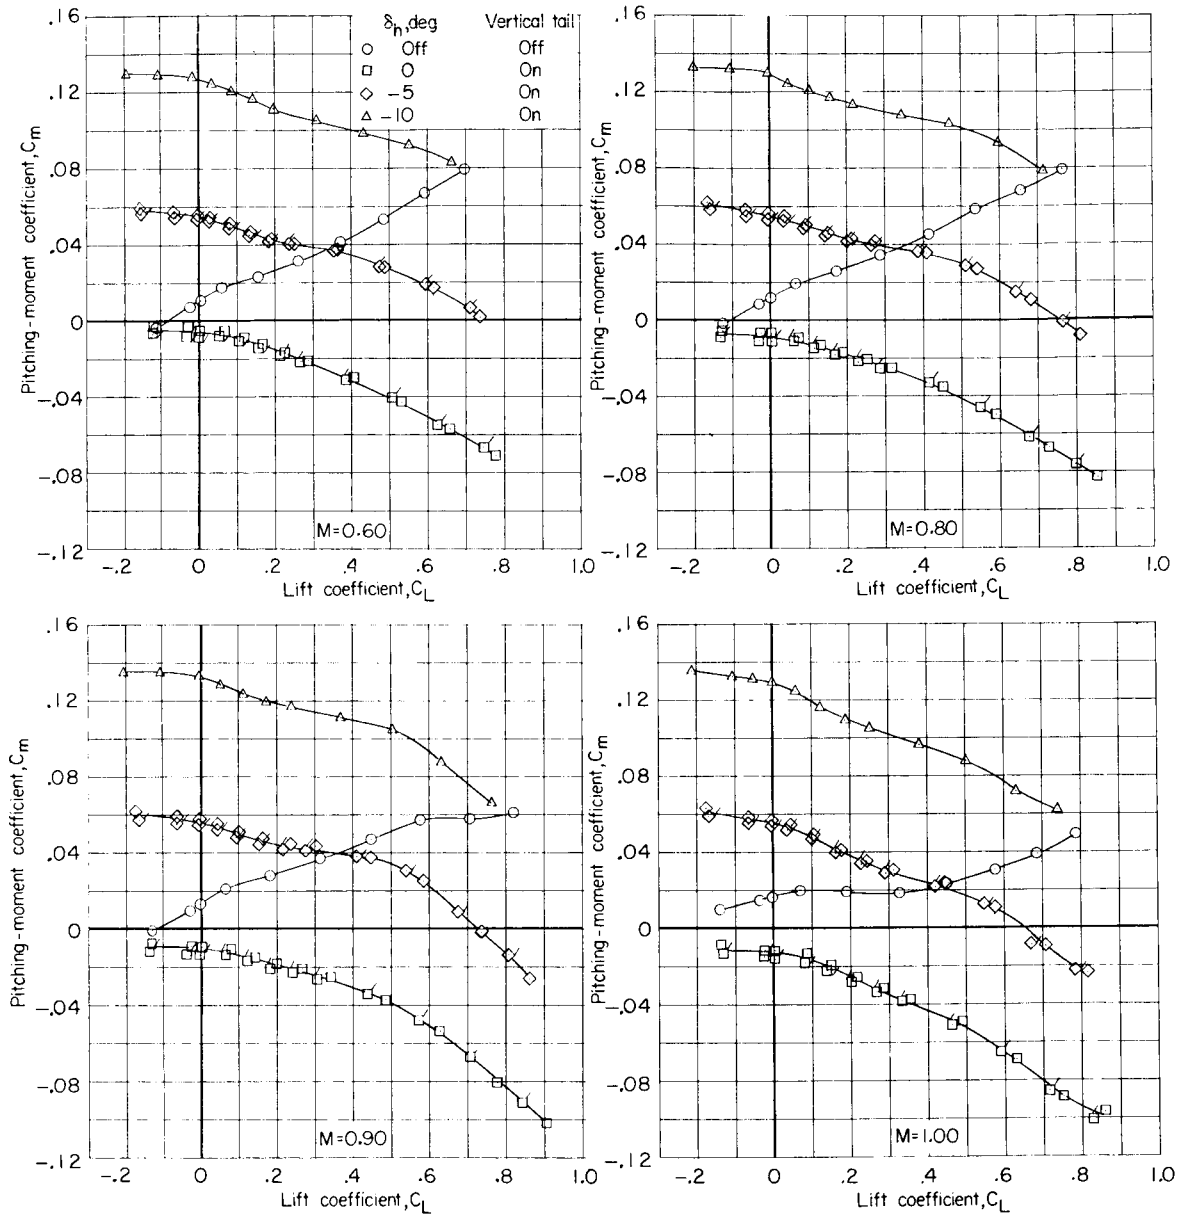 δh,deg Vertical tail
Off Off
0 On
-5 On
-10 On
.16
.12
.08
.04
0
-.04
-.08
-.12
Pitching-moment coefficient, Cm
M=0.60
-.2 0 .2 .4 .6 .8 1.0
Lift coefficient, CL
.16
.12
.08
.04
0
-.04
-.08
-.12
Pitching-moment coefficient, Cm
M=0.80
-.2 0 .2 .4 .6 .8 1.0
Lift coefficient, CL
.16
.12
.08
.04
0
-.04
-.08
-.12
Pitching-moment coefficient, Cm
M=0.90
-.2 0 .2 .4 .6 .8 1.0
Lift coefficient, CL
.16
.12
.08
.04
0
-.04
-.08
-.12
Pitching-moment coefficient, Cm
M=1.00
-.2 0 .2 .4 .6 .8 1.0
Lift coefficient, CL